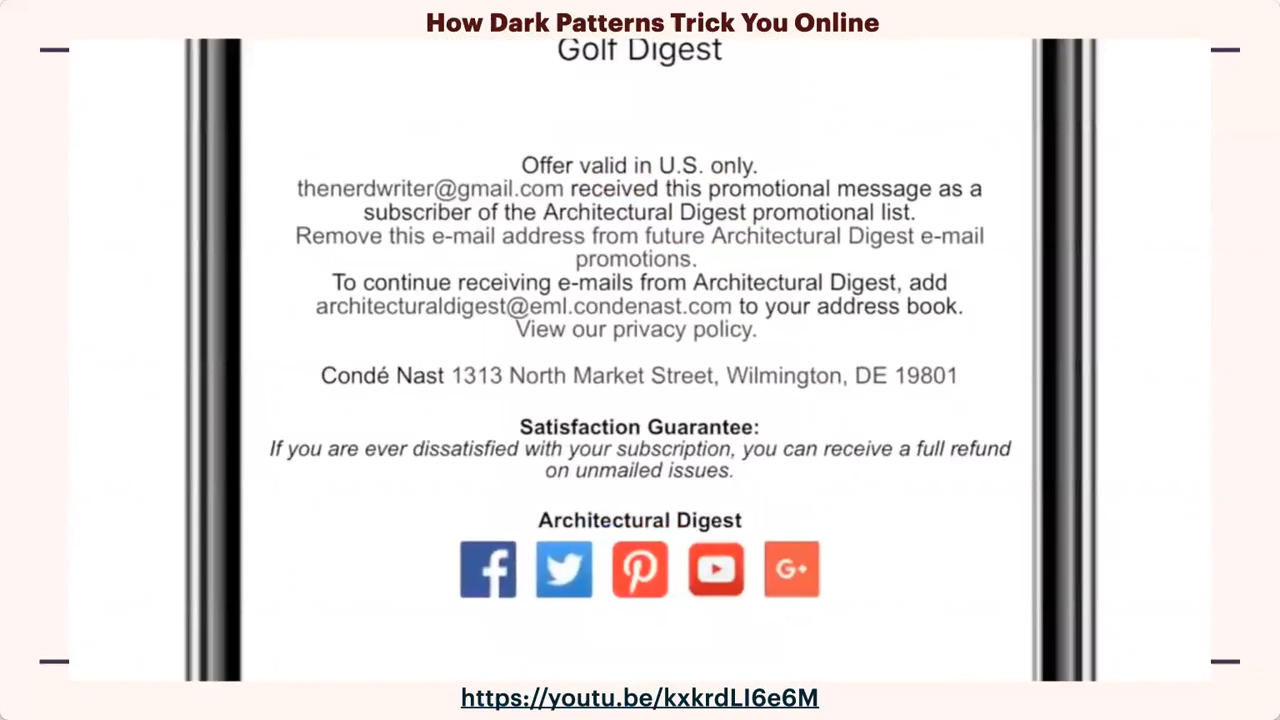 How Dark Patterns Trick You Online
Golf Digest
Offer valid in U.S. only.
thenerdwriter@gmail.com received this promotional message as a
subscriber of the Architectural Digest promotional list.
Remove this e-mail address from future Architectural Digest e-mail
promotions.
To continue receiving e-mails from Architectural Digest, add
architecturaldigest@eml.condenast.com to your address book.
View our privacy policy.
Condé Nast 1313 North Market Street, Wilmington, DE 19801
Satisfaction Guarantee:
If you are ever dissatisfied with your subscription, you can receive a full refund
on unmailed issues.
Architectural Digest
G+
https://youtu.be/kxkrdLI6e6M